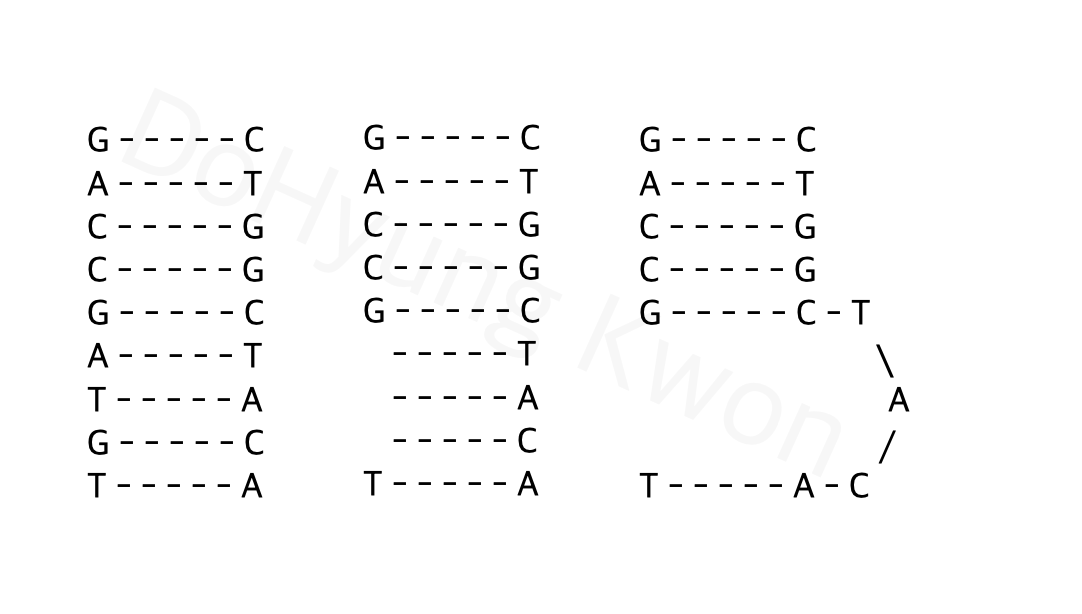 G-----C G-----C G-----C
A-----T A-----T A-----T
C-----G C-----G C-----G
C-----G C-----G C-----G
G-----C G-----C G-----C-T
A-----T -----T \
T-----A -----A A
G-----C -----C /
T-----A T-----A T-----A-C
DoHyung Kwon